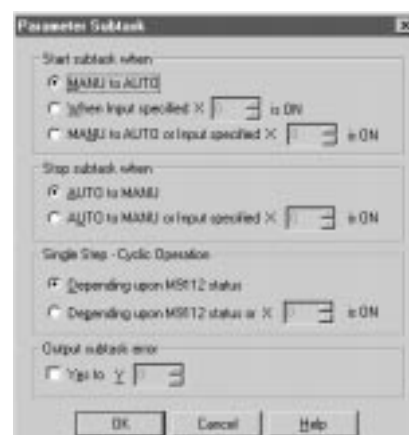 Parameter Subtask
Start subtask when
MANU to AUTO
When Input specified X is ON
MANU to AUTO or Input specified X is ON
Stop subtask when
AUTO to MANU
AUTO to MANU or Input specified X is ON
Single Step - Cyclic Operation
Depending upon M9112 status
Depending upon M9112 status or X is ON
Output subtask error
Yes to Y
OK Cancel Help